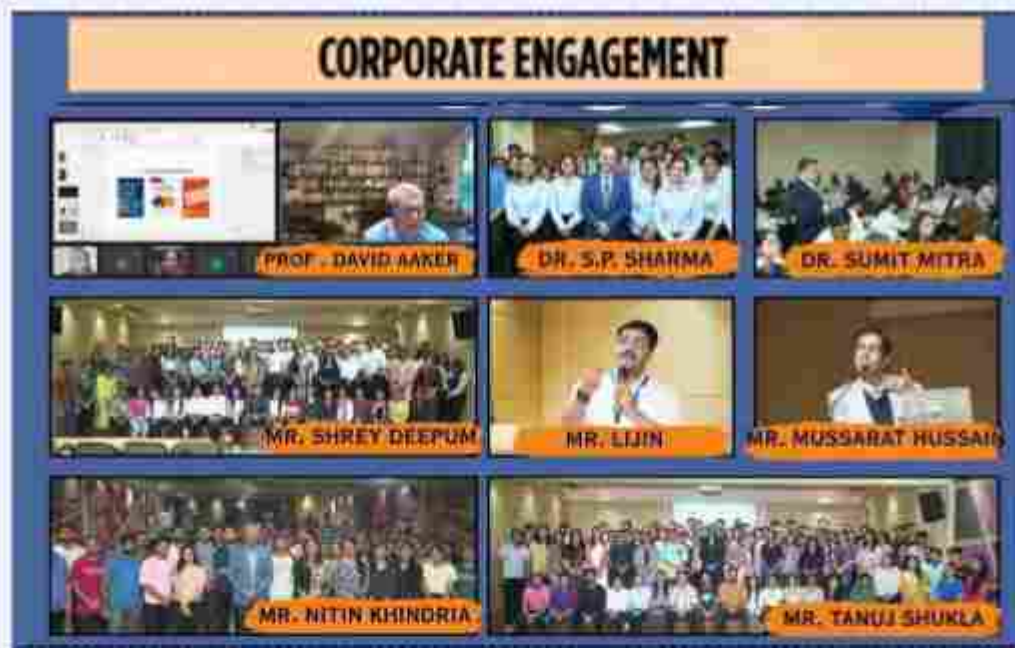 CORPORATE ENGAGEMENT
PROF - DAVID AAKER
DR. S.P. SHARMA
DR. SUMIT MITRA
MR. SHREY DEEPUM
MR. LIJIN
MR. MUSSARAT HUSSAIN
MR. NITIN KHINDRIA
MR. TANUJ SHUKLA